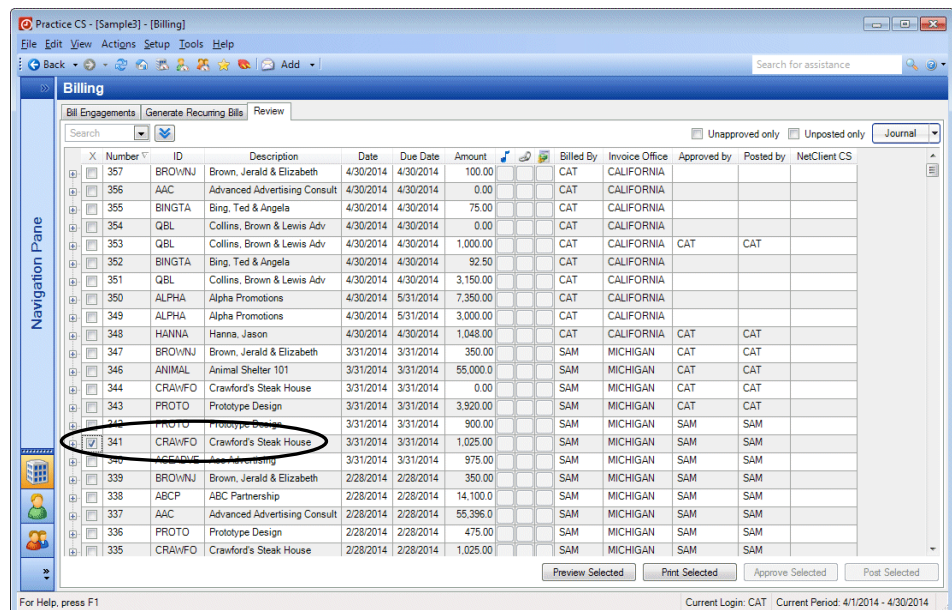 Practice CS - [Sample3] - [Billing]
File Edit View Actions Setup Tools Help
Back Add Search for assistance
Billing
Bill Engagements Generate Recurring Bills Review
Search Unapproved only Unposted only Journal
X Number ID Description Date Due Date Amount Billed By Invoice Office Approved by Posted by NetClient CS
357 BROWNJ Brown, Jerald & Elizabeth 4/30/2014 4/30/2014 100.00 CAT CALIFORNIA
356 AAC Advanced Advertising Consult 4/30/2014 4/30/2014 0.00 CAT CALIFORNIA
355 BINGTA Bing, Ted & Angela 4/30/2014 4/30/2014 75.00 CAT CALIFORNIA
354 QBL Collins, Brown & Lewis Adv 4/30/2014 4/30/2014 0.00 CAT CALIFORNIA
353 QBL Collins, Brown & Lewis Adv 4/30/2014 4/30/2014 1,000.00 CAT CALIFORNIA CAT CAT
352 BINGTA Bing, Ted & Angela 4/30/2014 4/30/2014 92.50 CAT CALIFORNIA
351 QBL Collins, Brown & Lewis Adv 4/30/2014 4/30/2014 3,150.00 CAT CALIFORNIA
350 ALPHA Alpha Promotions 4/30/2014 5/31/2014 7,350.00 CAT CALIFORNIA
349 ALPHA Alpha Promotions 4/30/2014 5/31/2014 3,000.00 CAT CALIFORNIA
348 HANNA Hanna, Jason 4/30/2014 4/30/2014 1,048.00 CAT CALIFORNIA CAT CAT
347 BROWNJ Brown, Jerald & Elizabeth 3/31/2014 3/31/2014 350.00 SAM MICHIGAN CAT CAT
346 ANIMAL Animal Shelter 101 3/31/2014 3/31/2014 55,000.0 SAM MICHIGAN CAT CAT
344 CRAWFO Crawford's Steak House 3/31/2014 3/31/2014 0.00 SAM MICHIGAN CAT CAT
343 PROTO Prototype Design 3/31/2014 3/31/2014 3,920.00 SAM MICHIGAN CAT CAT
342 PROTO Prototype Design 3/31/2014 3/31/2014 900.00 SAM MICHIGAN SAM SAM
341 CRAWFO Crawford's Steak House 3/31/2014 3/31/2014 1,025.00 SAM MICHIGAN SAM SAM
340 ACEADVE Ace Advertising 3/31/2014 3/31/2014 975.00 SAM MICHIGAN SAM SAM
339 BROWNJ Brown, Jerald & Elizabeth 2/28/2014 2/28/2014 350.00 SAM MICHIGAN SAM SAM
338 ABCP ABC Partnership 2/28/2014 2/28/2014 14,100.0 SAM MICHIGAN SAM SAM
337 AAC Advanced Advertising Consult 2/28/2014 2/28/2014 55,396.0 SAM MICHIGAN SAM SAM
336 PROTO Prototype Design 2/28/2014 2/28/2014 475.00 SAM MICHIGAN SAM SAM
335 CRAWFO Crawford's Steak House 2/28/2014 2/28/2014 1,025.00 SAM MICHIGAN SAM SAM
Navigation Pane
Preview Selected Print Selected Approve Selected Post Selected
For Help, press F1 Current Login: CAT Current Period: 4/1/2014 - 4/30/2014